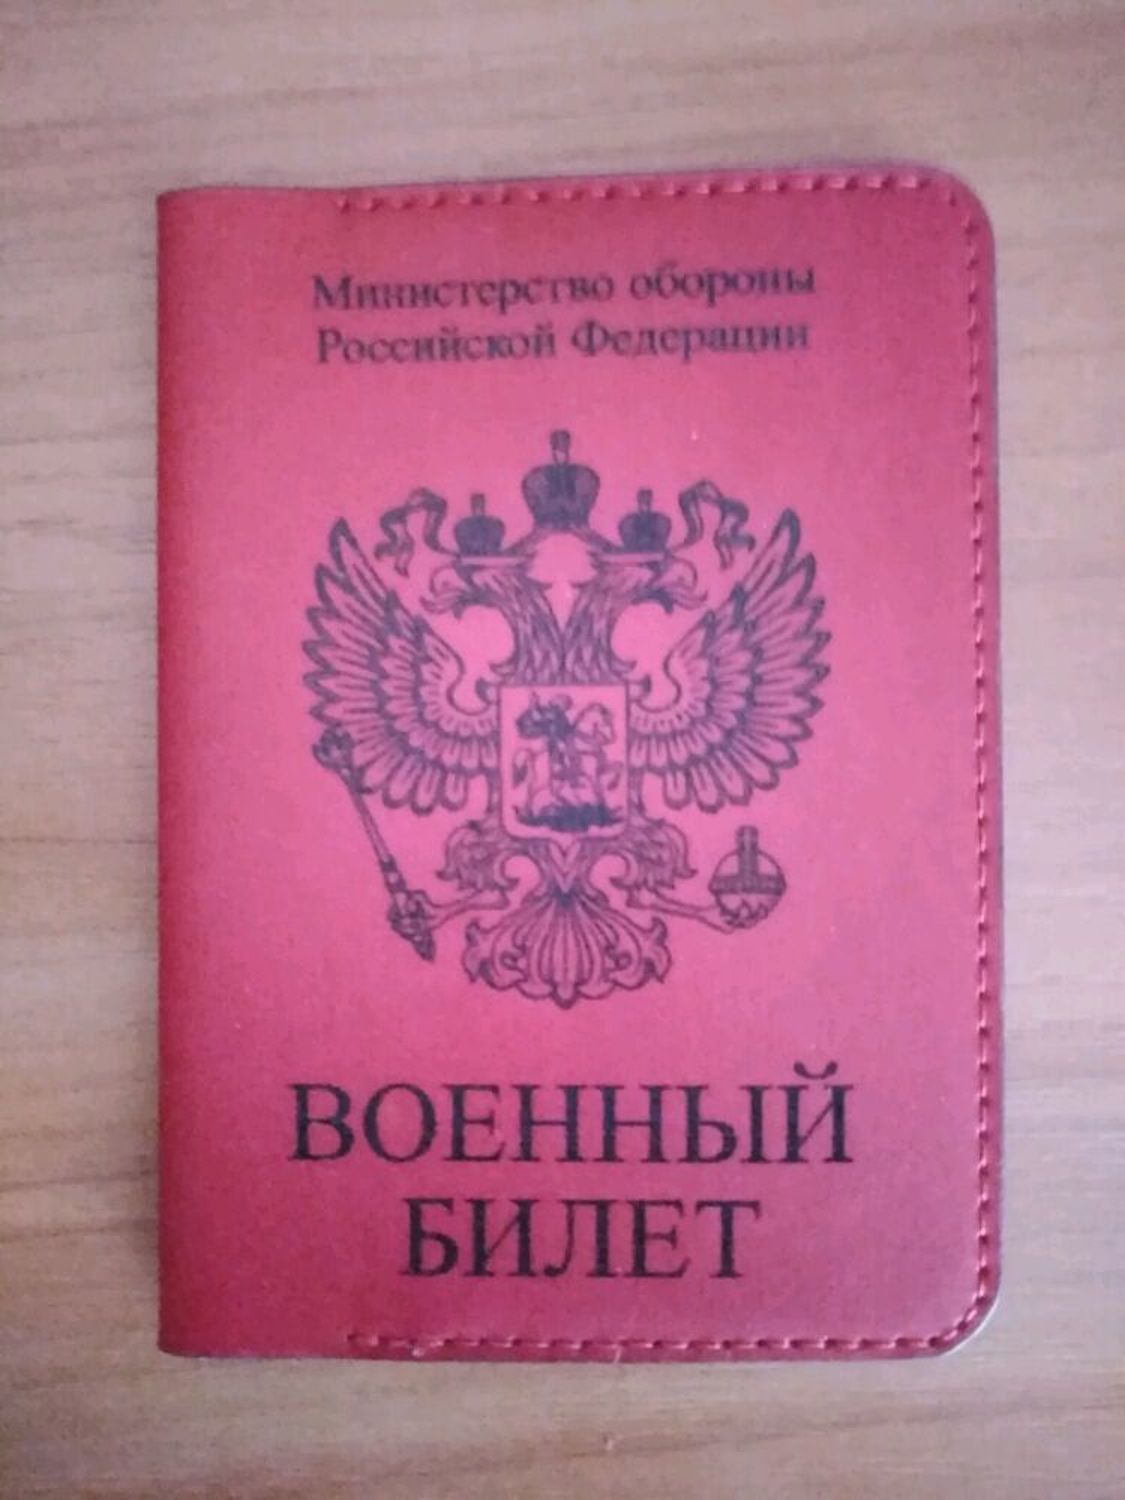 Министерство обороны
Российской Федерации
ВОЕННЫЙ
БИЛЕТ